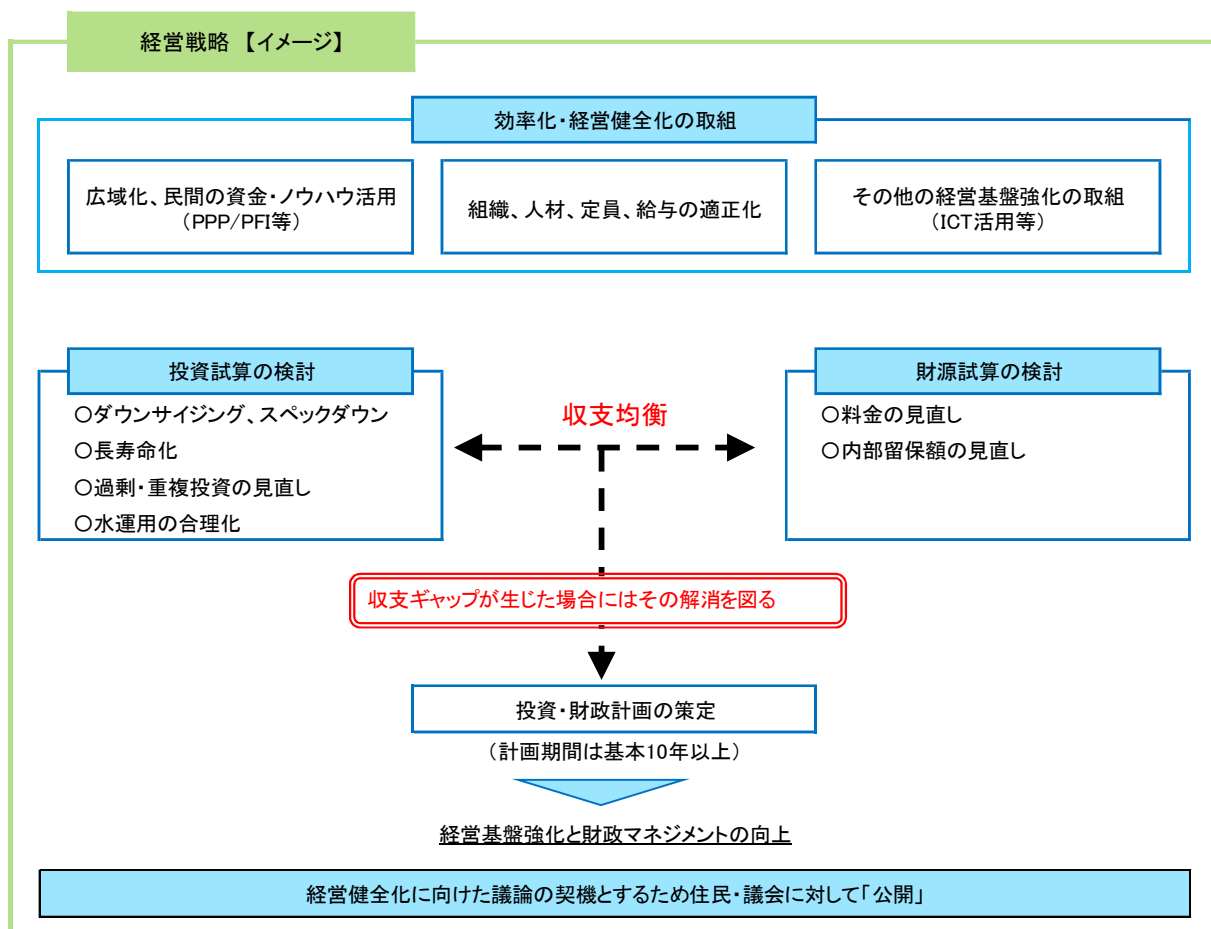 経営戦略【イメージ】
効率化・経営健全化の取組
広域化、民間の資金・ノウハウ活用
（PPP/PFI等）
組織、人材、定員、給与の適正化
その他の経営基盤強化の取組
（ICT活用等）
投資試算の検討
○ダウンサイジング、スペックダウン
○長寿命化
○過剰・重複投資の見直し
○水運用の合理化
収支均衡
財源試算の検討
○料金の見直し
○内部留保額の見直し
収支ギャップが生じた場合にはその解消を図る
投資・財政計画の策定
（計画期間は基本10年以上）
経営基盤強化と財政マネジメントの向上
経営健全化に向けた議論の契機とするため住民・議会に対して「公開」